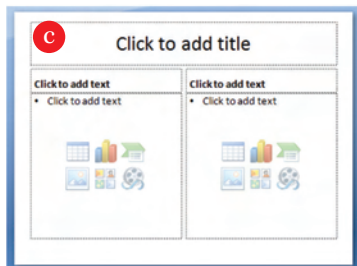 c
Click to add title
Click to add text
Click to add text
• Click to add text
• Click to add text